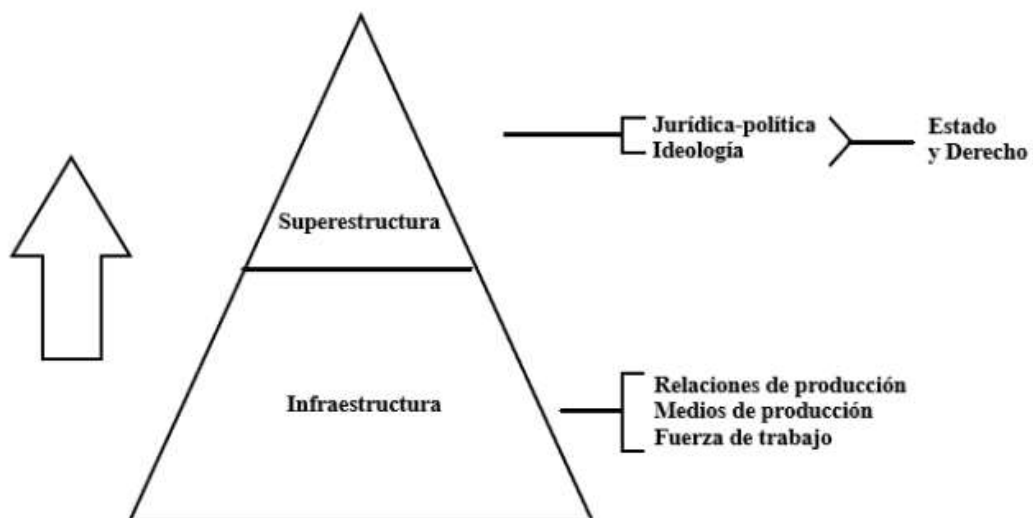 Jurídica-política
Ideología
Estado
y Derecho
Superestructura
Infraestructura
Relaciones de producción
Medios de producción
Fuerza de trabajo